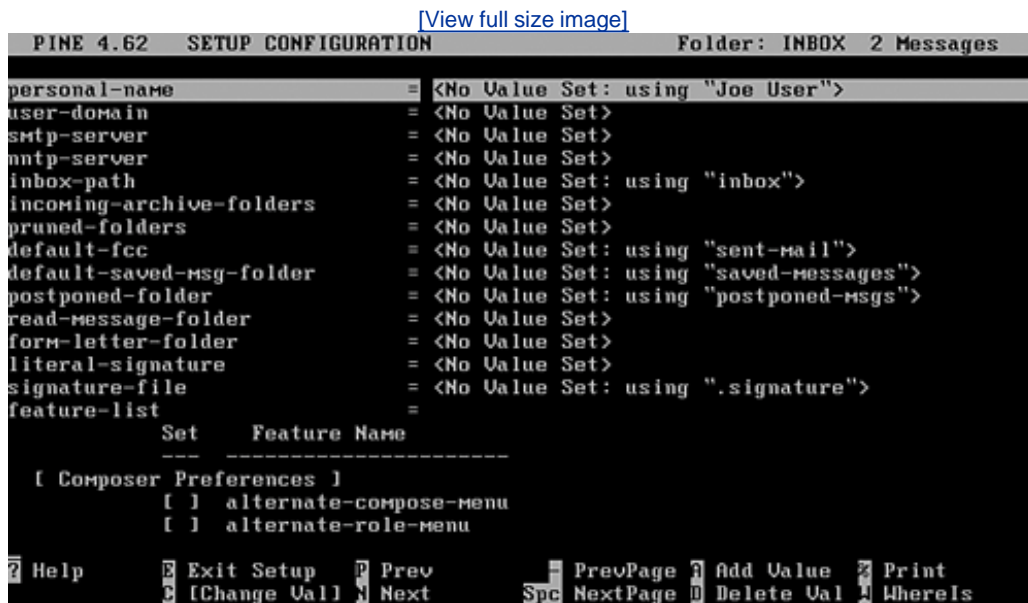 [View full size image]
PINE 4.62 SETUP CONFIGURATION Folder: INBOX 2 Messages
personal-name = <No Value Set: using "Joe User">
user-domain = <No Value Set>
smtp-server = <No Value Set>
nntp-server = <No Value Set>
inbox-path = <No Value Set: using "inbox">
incoming-archive-folders = <No Value Set>
pruned-folders = <No Value Set>
default-fcc = <No Value Set: using "sent-mail">
default-saved-msg-folder = <No Value Set: using "saved-messages">
postponed-folder = <No Value Set: using "postponed-msgs">
read-message-folder = <No Value Set>
form-letter-folder = <No Value Set>
literal-signature = <No Value Set>
signature-file = <No Value Set: using ".signature">
feature-list =
Set Feature Name
--- ----------------------
[ Composer Preferences ]
[ ] alternate-compose-menu
[ ] alternate-role-menu
? Help E Exit Setup P Prev - PrevPage A Add Value % Print
C [Change Val] N Next Spc NextPage D Delete Val W WhereIs